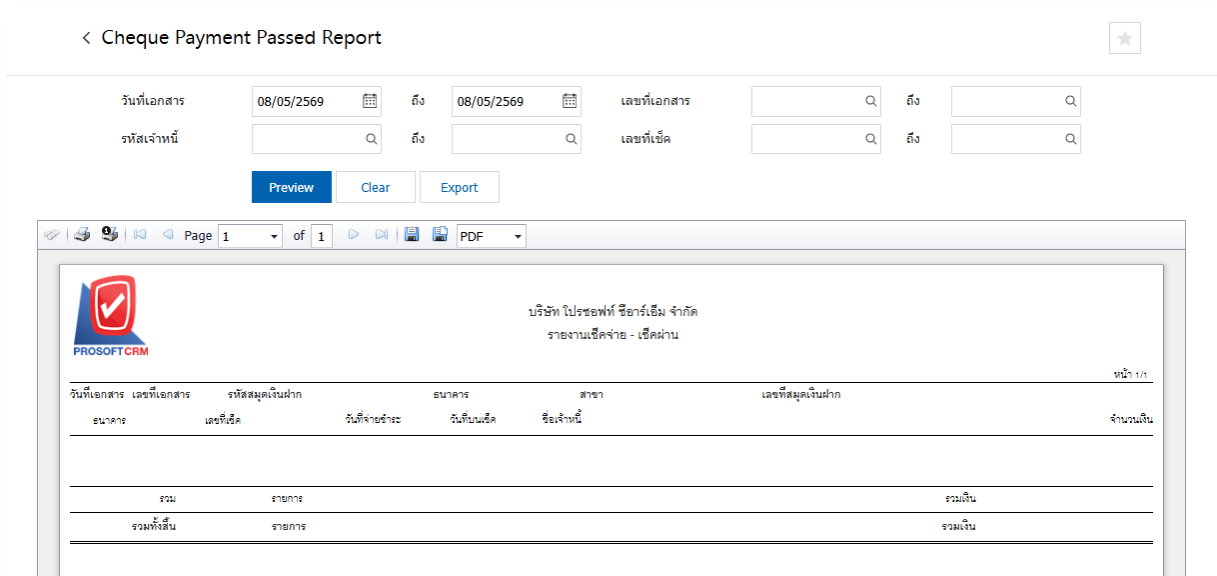 Cheque Payment Passed Report
วันที่เอกสาร 08/05/2569 ถึง 08/05/2569 เลขที่เอกสาร ถึง
รหัสเจ้าหนี้ ถึง เลขที่เช็ค ถึง
Preview Clear Export
Page 1 of 1 PDF
PROSOFTCRM
บริษัท โปรซอฟท์ ซีอาร์เอ็ม จำกัด
รายงานเช็คจ่าย - เช็คผ่าน
หน้า 1/1
วันที่เอกสาร เลขที่เอกสาร รหัสสมุดเงินฝาก ธนาคาร สาขา เลขที่สมุดเงินฝาก
ธนาคาร เลขที่เช็ค วันที่จ่ายชำระ วันที่บนเช็ค ชื่อเจ้าหนี้ จำนวนเงิน
รวม รายการ รวมเงิน
รวมทั้งสิ้น รายการ รวมเงิน